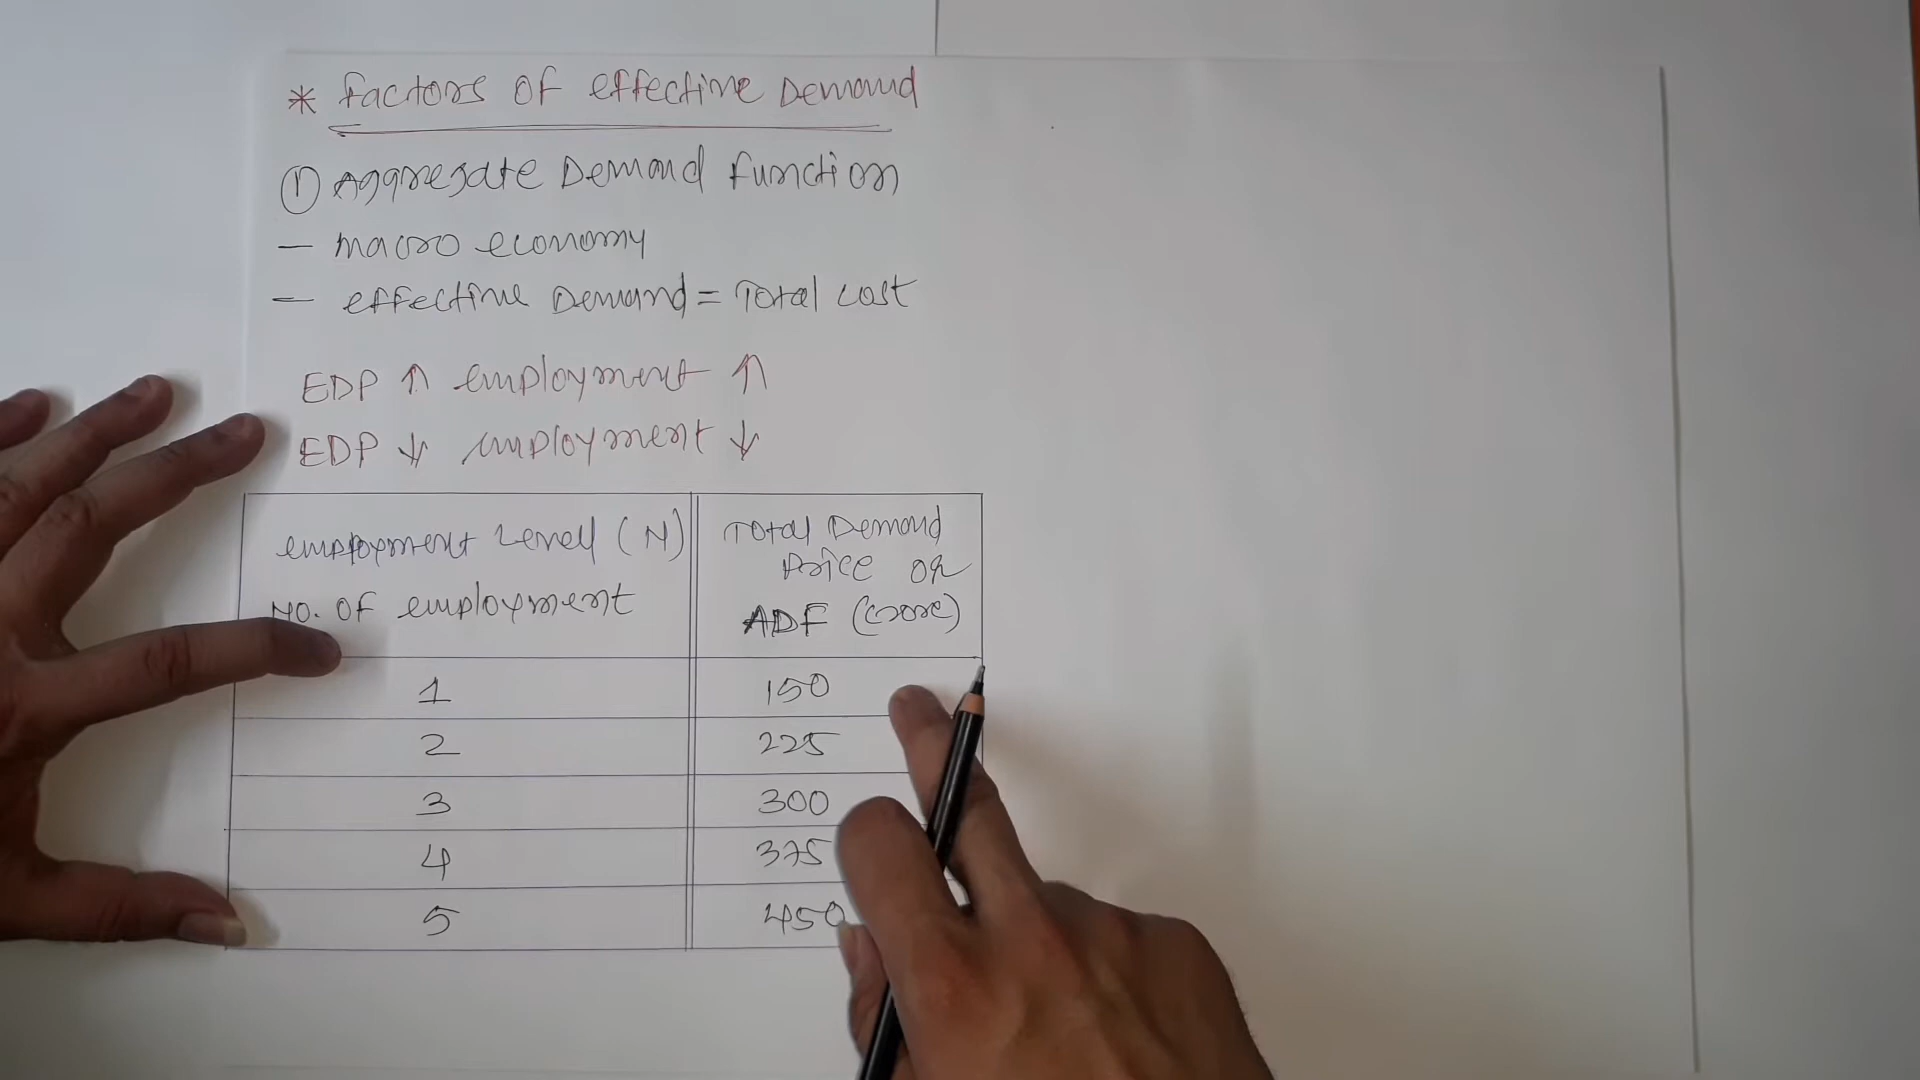 * Factors of effective Demand
① Aggregate Demand function
- macro economy
- effective Demand = Total cost
EDP ↑ employment ↑
EDP ↓ employment ↓
employment Level (N)
No. of employment
Total Demand
Price or
ADF (crore)
1 150
2 225
3 300
4 375
5 450